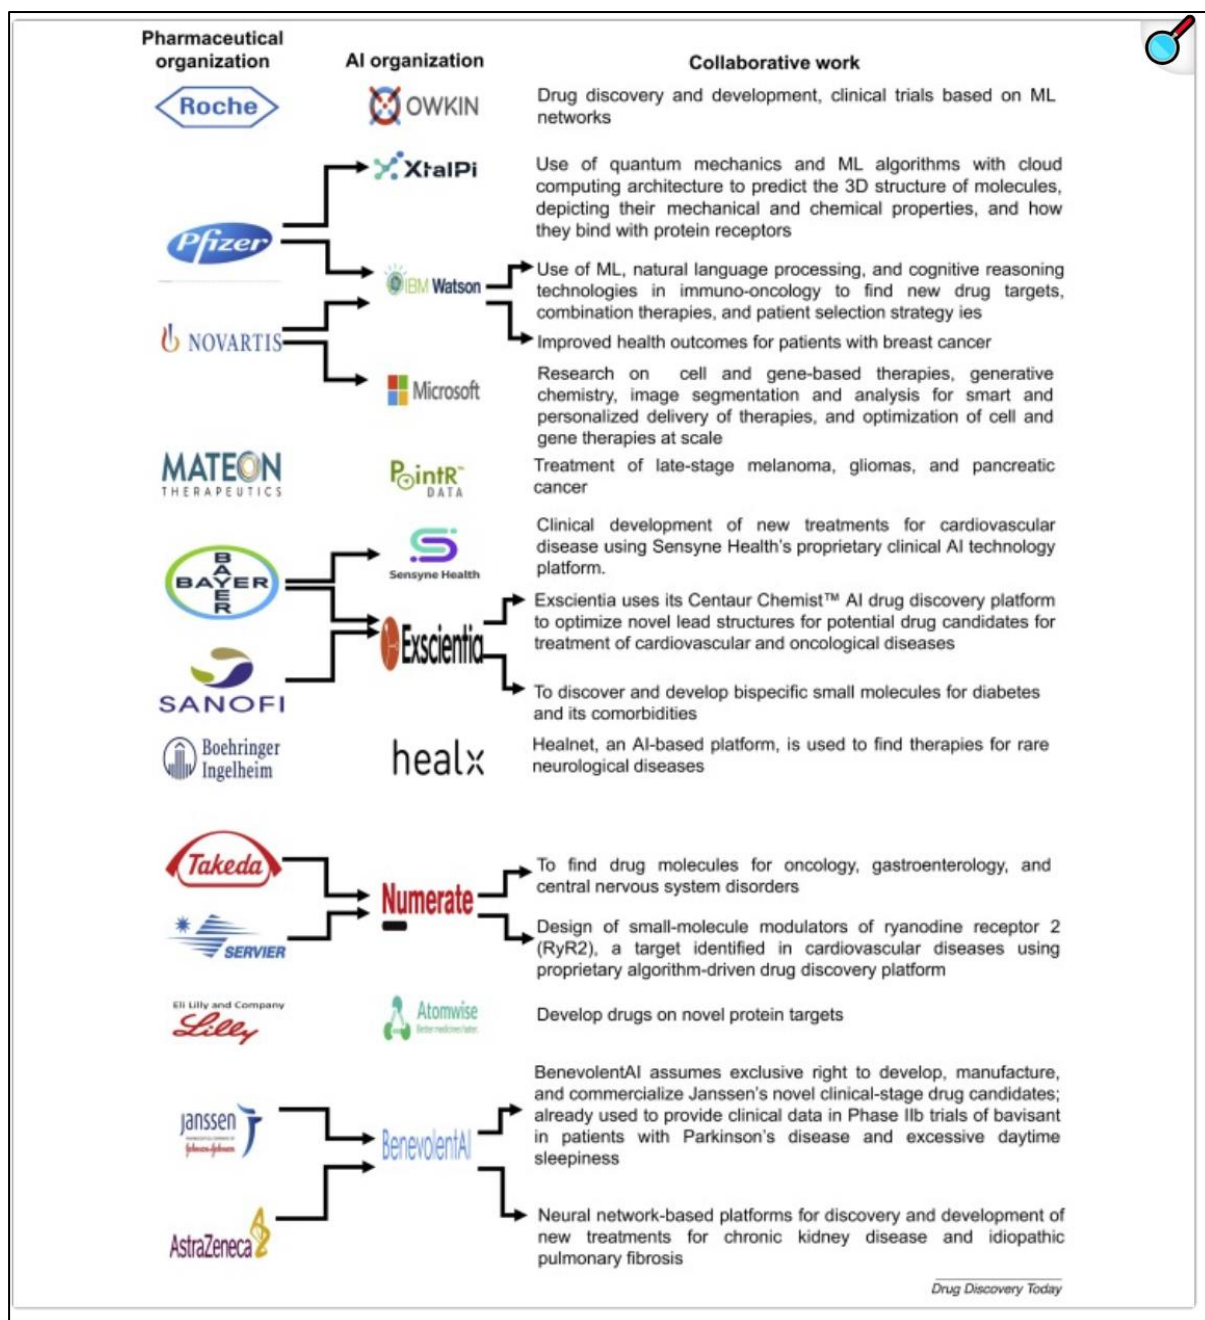 Pharmaceutical
organization
AI organization
Collaborative work
Roche
OWKIN
Drug discovery and development, clinical trials based on ML
networks
XtalPi
Use of quantum mechanics and ML algorithms with cloud
computing architecture to predict the 3D structure of molecules,
depicting their mechanical and chemical properties, and how
they bind with protein receptors
Pfizer
IBM Watson
Use of ML, natural language processing, and cognitive reasoning
technologies in immuno-oncology to find new drug targets,
combination therapies, and patient selection strategy ies
NOVARTIS
Improved health outcomes for patients with breast cancer
Microsoft
Research on cell and gene-based therapies, generative
chemistry, image segmentation and analysis for smart and
personalized delivery of therapies, and optimization of cell and
gene therapies at scale
MATEON
THERAPEUTICS
PointR™
DATA
Treatment of late-stage melanoma, gliomas, and pancreatic
cancer
BAYER
BAYER
Sensyne Health
Clinical development of new treatments for cardiovascular
disease using Sensyne Health's proprietary clinical AI technology
platform.
Exscientia
Exscientia uses its Centaur Chemist™ AI drug discovery platform
to optimize novel lead structures for potential drug candidates for
treatment of cardiovascular and oncological diseases
SANOFI
To discover and develop bispecific small molecules for diabetes
and its comorbidities
Boehringer
Ingelheim
healx
Healnet, an AI-based platform, is used to find therapies for rare
neurological diseases
Takeda
Numerate
To find drug molecules for oncology, gastroenterology, and
central nervous system disorders
SERVIER
Design of small-molecule modulators of ryanodine receptor 2
(RyR2), a target identified in cardiovascular diseases using
proprietary algorithm-driven drug discovery platform
Eli Lilly and Company
Lilly
Atomwise
Better medicines faster.
Develop drugs on novel protein targets
janssen
Johnson-Johnson
BenevolentAI
BenevolentAI assumes exclusive right to develop, manufacture,
and commercialize Janssen's novel clinical-stage drug candidates;
already used to provide clinical data in Phase IIb trials of bavisant
in patients with Parkinson's disease and excessive daytime
sleepiness
AstraZeneca
Neural network-based platforms for discovery and development of
new treatments for chronic kidney disease and idiopathic
pulmonary fibrosis
Drug Discovery Today